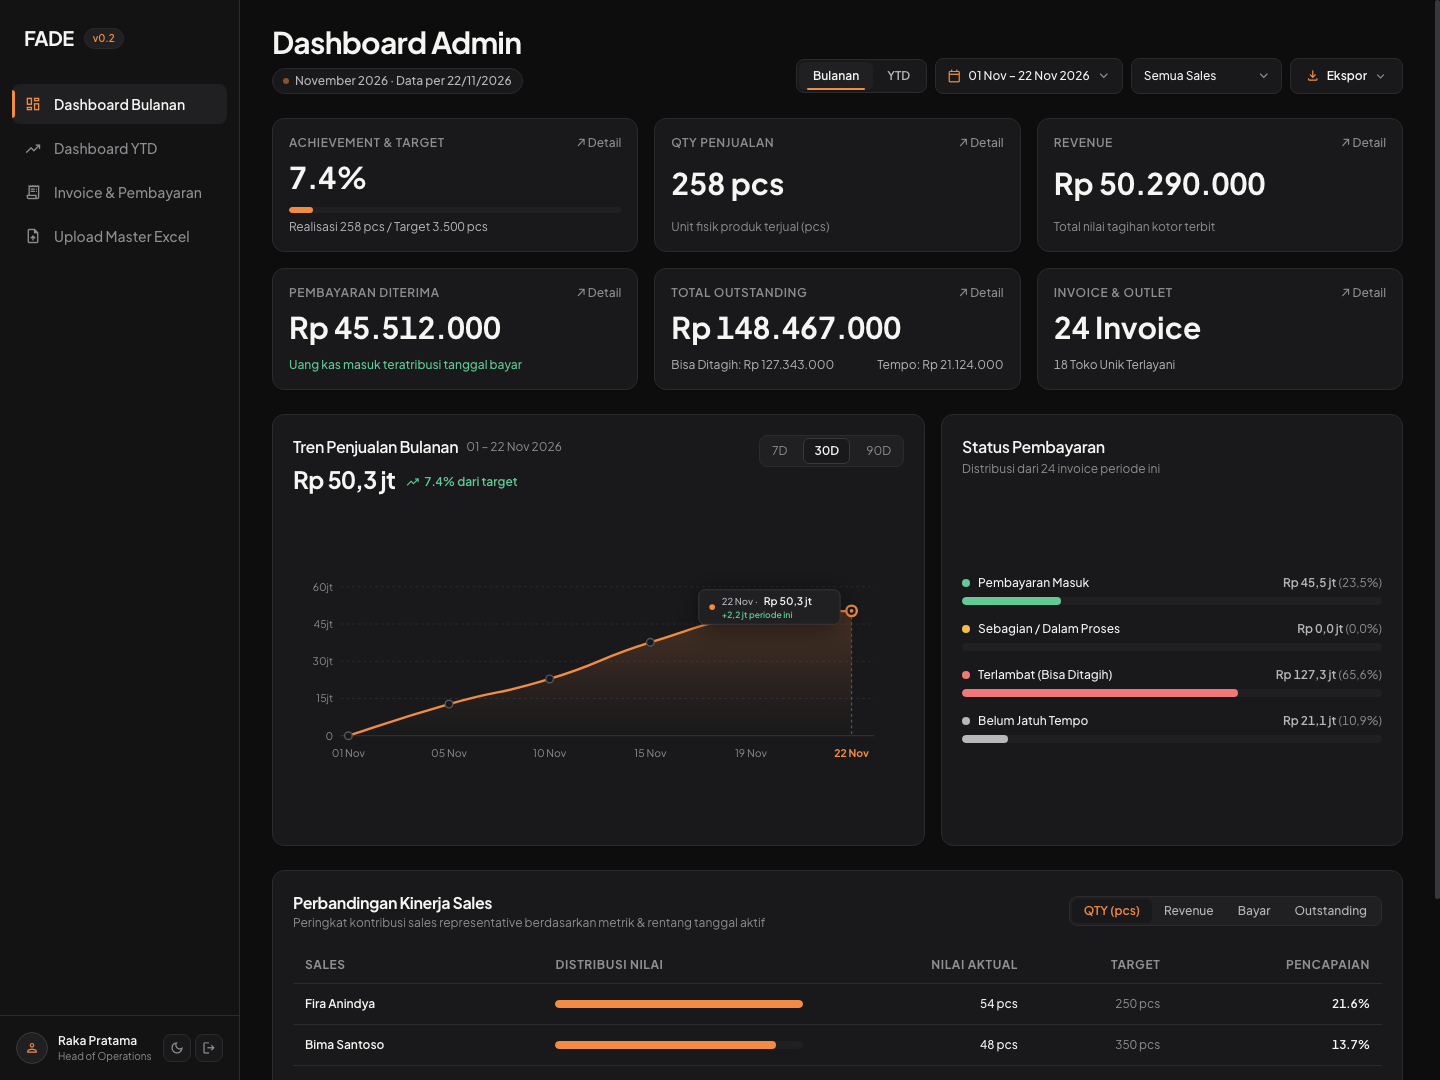 FADE v0.2
Dashboard Bulanan
Dashboard YTD
Invoice & Pembayaran
Upload Master Excel
Raka Pratama
Head of Operations
Dashboard Admin
November 2026 · Data per 22/11/2026
Bulanan YTD
01 Nov – 22 Nov 2026
Semua Sales
Ekspor
ACHIEVEMENT & TARGET Detail
7.4%
Realisasi 258 pcs / Target 3.500 pcs
QTY PENJUALAN Detail
258 pcs
Unit fisik produk terjual (pcs)
REVENUE Detail
Rp 50.290.000
Total nilai tagihan kotor terbit
PEMBAYARAN DITERIMA Detail
Rp 45.512.000
Uang kas masuk teratribusi tanggal bayar
TOTAL OUTSTANDING Detail
Rp 148.467.000
Bisa Ditagih: Rp 127.343.000 Tempo: Rp 21.124.000
INVOICE & OUTLET Detail
24 Invoice
18 Toko Unik Terlayani
Tren Penjualan Bulanan 01 – 22 Nov 2026
7D 30D 90D
Rp 50,3 jt 7.4% dari target
60jt
45jt
30jt
15jt
0
22 Nov · Rp 50,3 jt
+2,2 jt periode ini
01 Nov 05 Nov 10 Nov 15 Nov 19 Nov 22 Nov
Status Pembayaran
Distribusi dari 24 invoice periode ini
Pembayaran Masuk Rp 45,5 jt (23,5%)
Sebagian / Dalam Proses Rp 0,0 jt (0,0%)
Terlambat (Bisa Ditagih) Rp 127,3 jt (65,6%)
Belum Jatuh Tempo Rp 21,1 jt (10,9%)
Perbandingan Kinerja Sales
Peringkat kontribusi sales representative berdasarkan metrik & rentang tanggal aktif
QTY (pcs) Revenue Bayar Outstanding
SALES DISTRIBUSI NILAI NILAI AKTUAL TARGET PENCAPAIAN
Fira Anindya 54 pcs 250 pcs 21.6%
Bima Santoso 48 pcs 350 pcs 13.7%